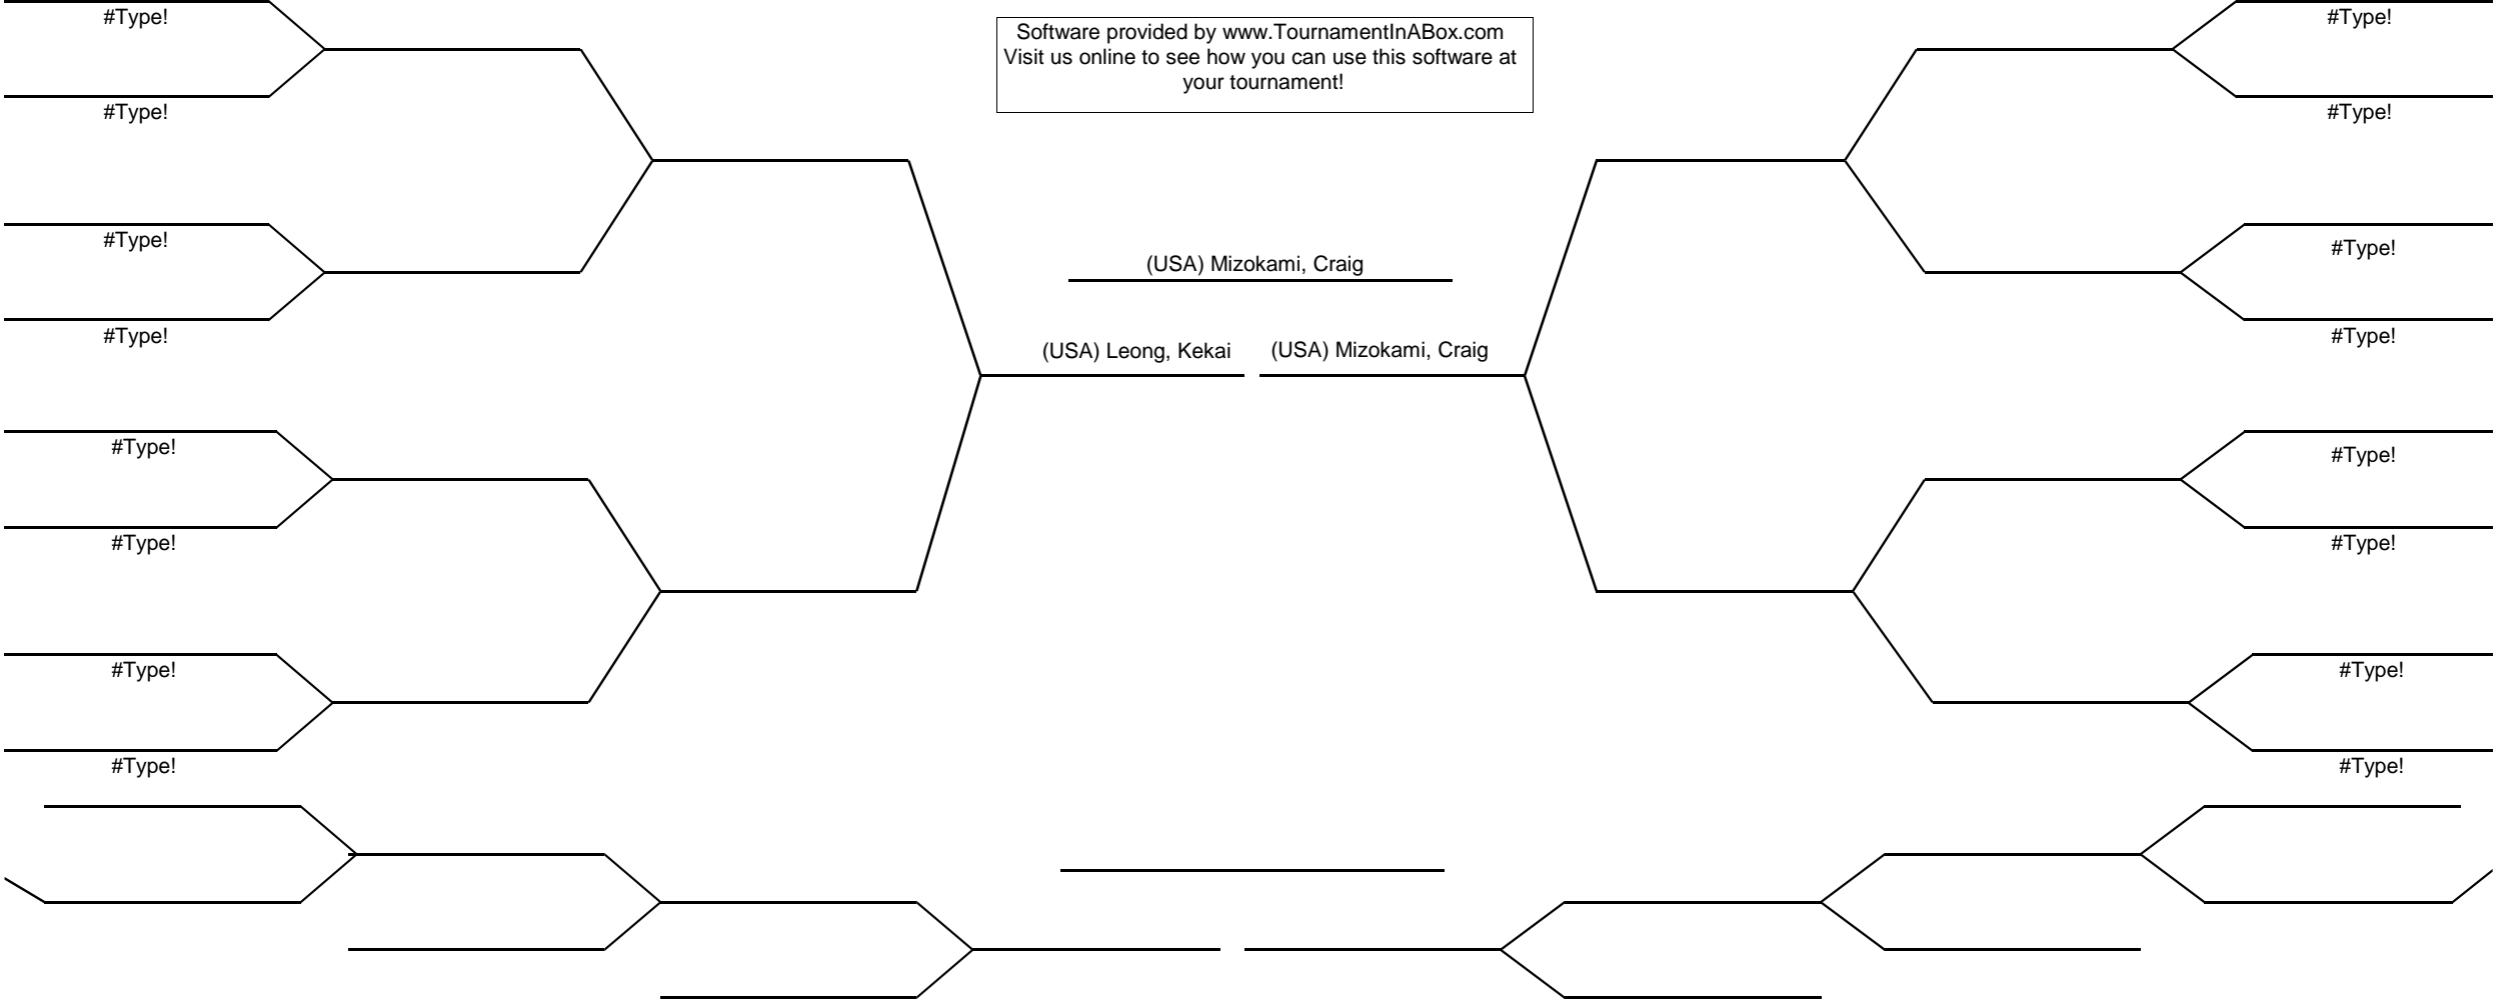 #Type!
#Type!
Software provided by www.TournamentInABox.com
Visit us online to see how you can use this software at
your tournament!
#Type!
#Type!
#Type!
#Type!
(USA) Mizokami, Craig
#Type!
#Type!
(USA) Leong, Kekai
(USA) Mizokami, Craig
#Type!
#Type!
#Type!
#Type!
#Type!
#Type!
#Type!
#Type!